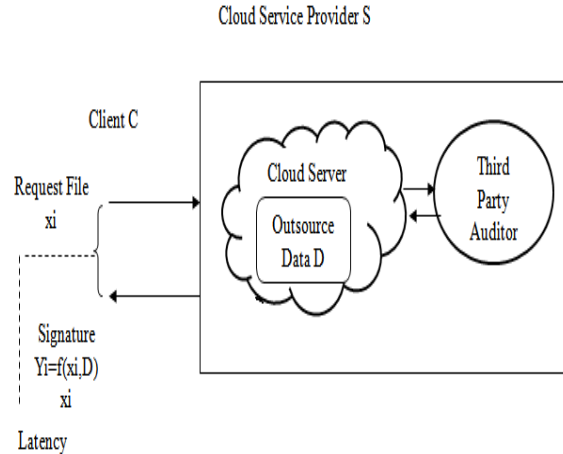 Cloud Service Provider S
Client C
Request File
xi
Signature
Yi=f(xi,D)
xi
Latency
Cloud Server
Outsource
Data D
Third
Party
Auditor